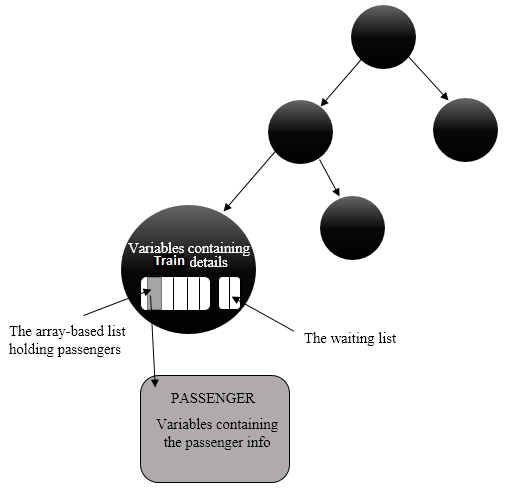 Variables containing
Train details
The array-based list
holding passengers
The waiting list
PASSENGER
Variables containing
the passenger info